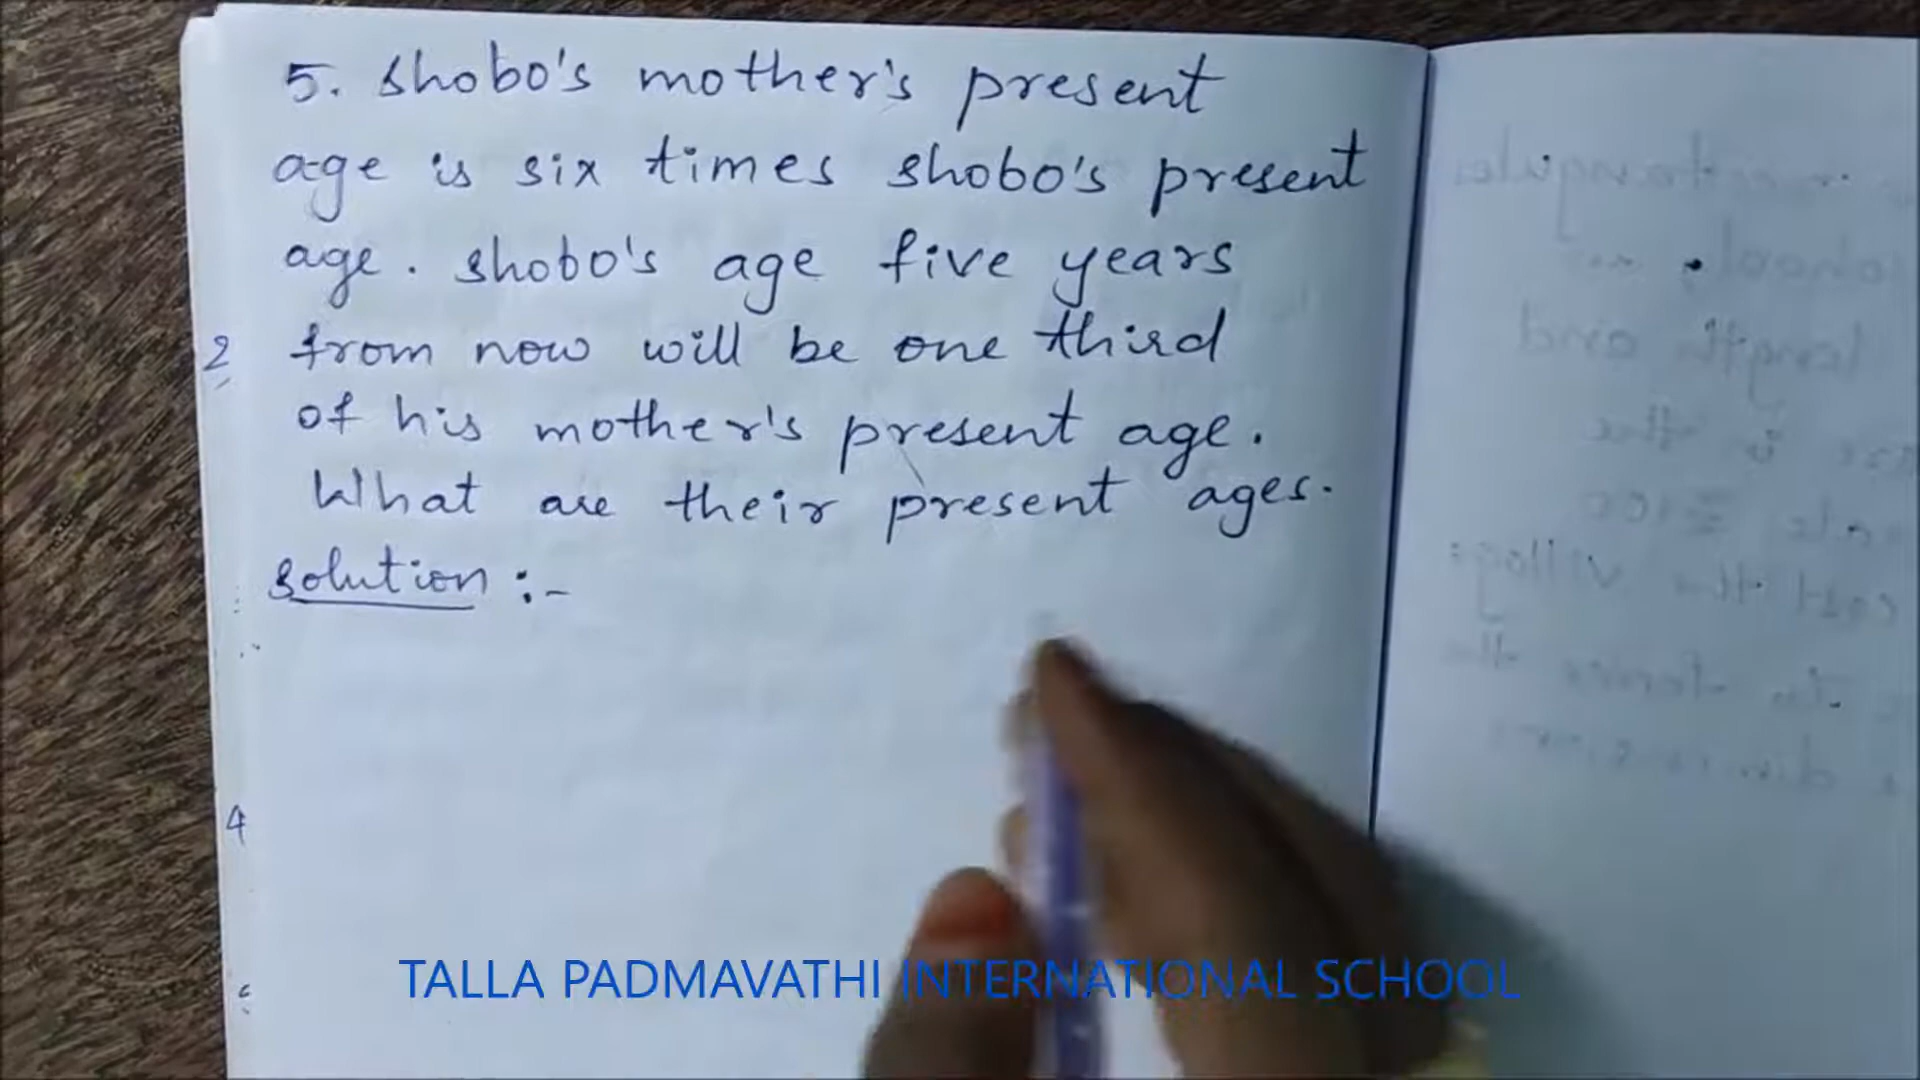 5. Shobo's mother's present
age is six times shobo's present
age. Shobo's age five years
2 from now will be one third
of his mother's present age.
What are their present ages.
Solution :-
4
TALLA PADMAVATHI INTERNATIONAL SCHOOL